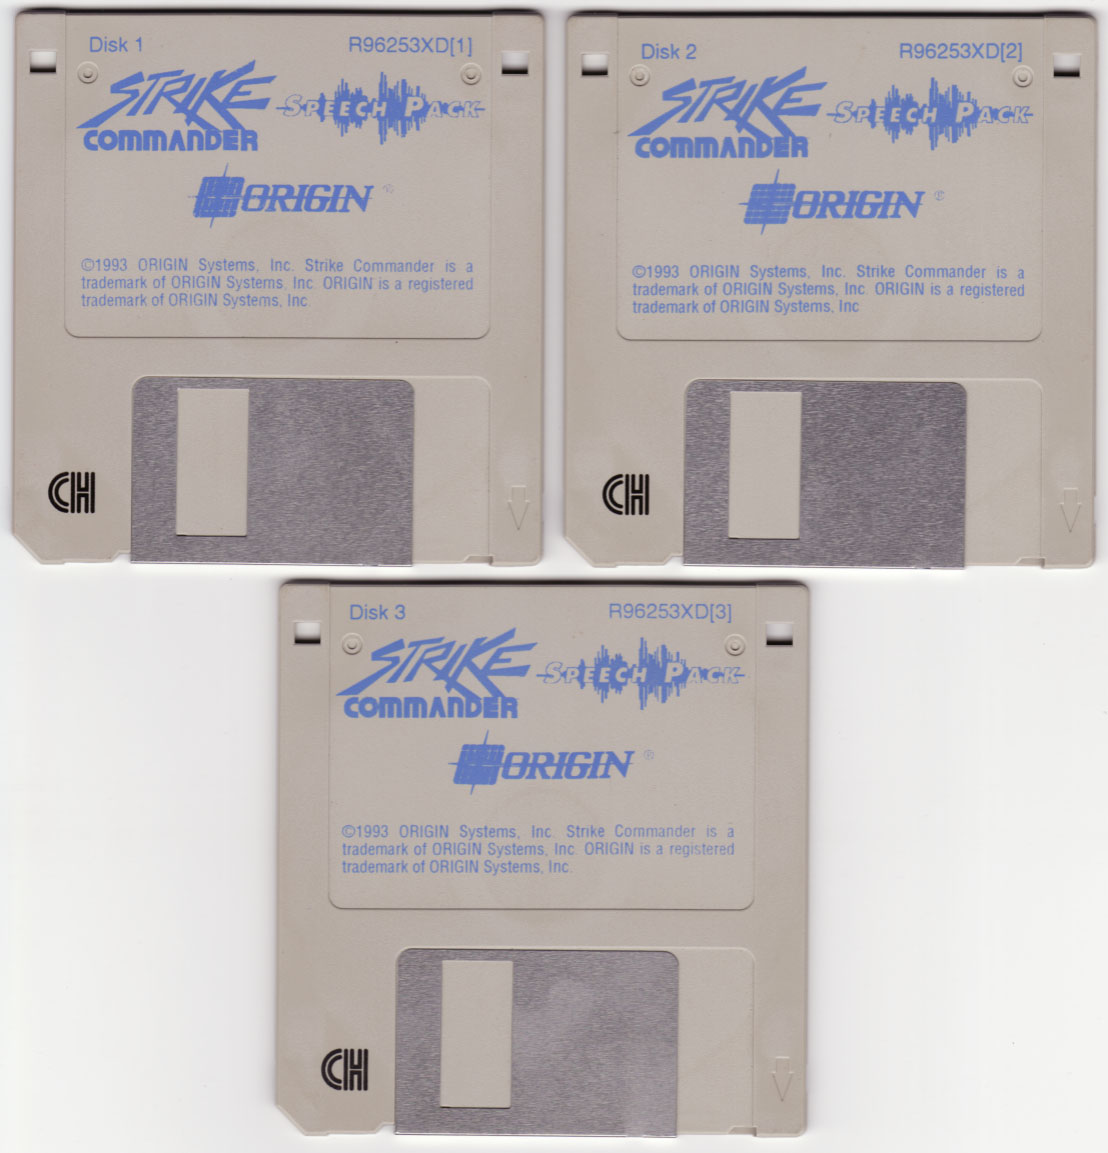 Disk 1 R96253XD[1]
STRIKE COMMANDER SPEECH PACK
ORIGIN ®
©1993 ORIGIN Systems, Inc. Strike Commander is a
trademark of ORIGIN Systems, Inc. ORIGIN is a registered
trademark of ORIGIN Systems, Inc.
CH
Disk 2 R96253XD[2]
STRIKE COMMANDER SPEECH PACK
ORIGIN ®
©1993 ORIGIN Systems, Inc. Strike Commander is a
trademark of ORIGIN Systems, Inc. ORIGIN is a registered
trademark of ORIGIN Systems, Inc
CH
Disk 3 R96253XD[3]
STRIKE COMMANDER SPEECH PACK
ORIGIN ®
©1993 ORIGIN Systems, Inc. Strike Commander is a
trademark of ORIGIN Systems, Inc. ORIGIN is a registered
trademark of ORIGIN Systems, Inc.
CH